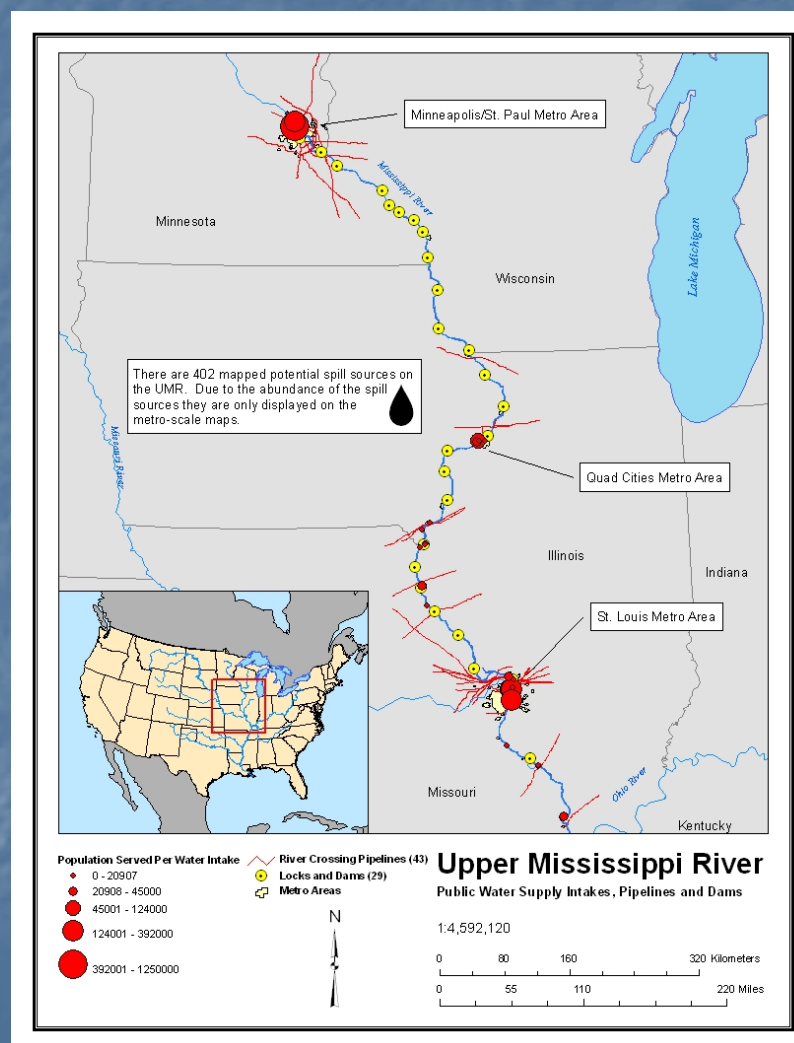 Minneapolis/St. Paul Metro Area
Mississippi River
Minnesota
Wisconsin
Lake Michigan
There are 402 mapped potential spill sources on
the UMR. Due to the abundance of the spill
sources they are only displayed on the
metro-scale maps.
Missouri River
Quad Cities Metro Area
Illinois
Indiana
St. Louis Metro Area
Missouri
Ohio River
Kentucky
Population Served Per Water Intake
0 - 20907
20908 - 45000
45001 - 124000
124001 - 392000
392001 - 1250000
River Crossing Pipelines (43)
Locks and Dams (29)
Metro Areas
N
Upper Mississippi River
Public Water Supply Intakes, Pipelines and Dams
1:4,592,120
0 80 160 320 Kilometers
0 55 110 220 Miles